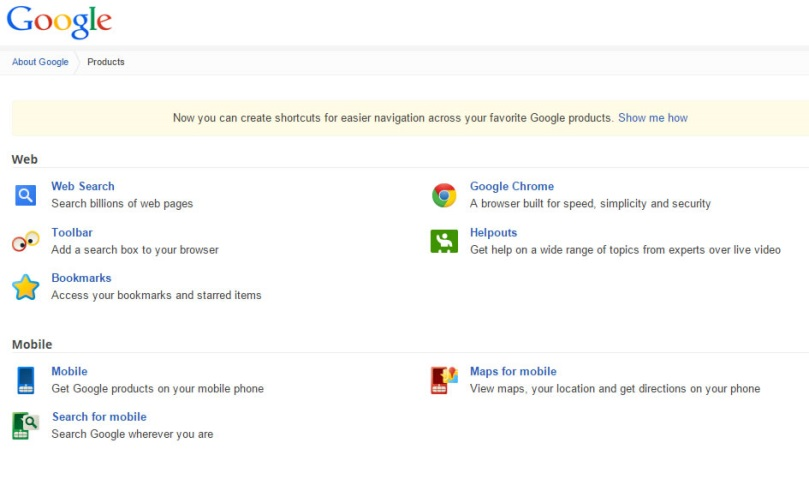 Google
About Google Products
Now you can create shortcuts for easier navigation across your favorite Google products. Show me how
Web
Web Search
Search billions of web pages
Google Chrome
A browser built for speed, simplicity and security
Toolbar
Add a search box to your browser
Helpouts
Get help on a wide range of topics from experts over live video
Bookmarks
Access your bookmarks and starred items
Mobile
Mobile
Get Google products on your mobile phone
Maps for mobile
View maps, your location and get directions on your phone
Search for mobile
Search Google wherever you are